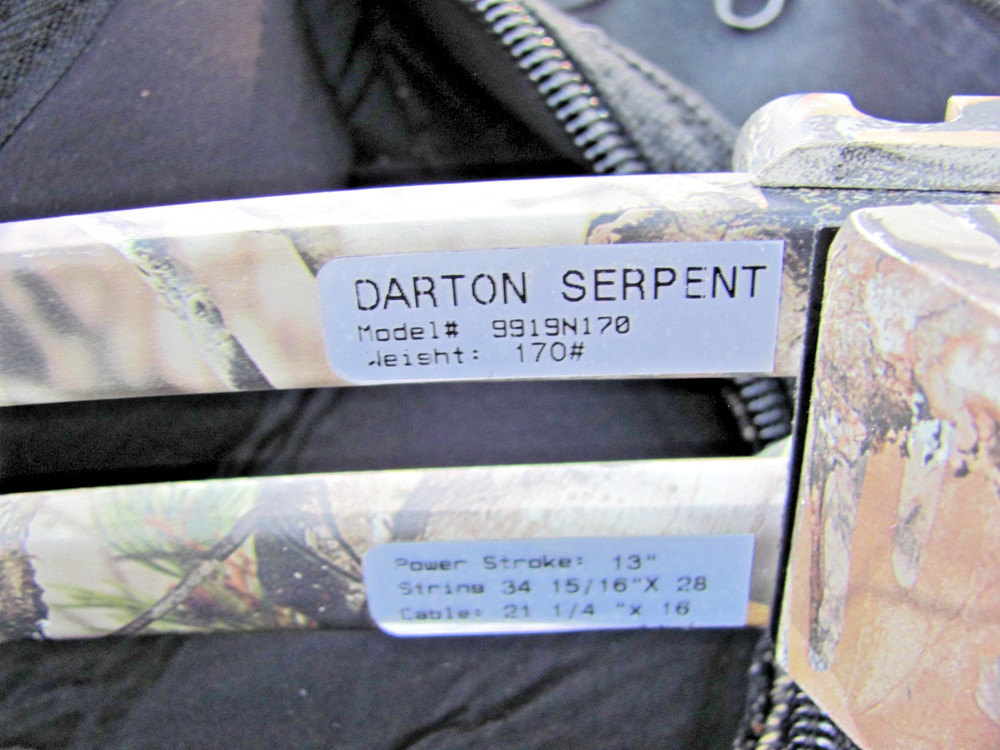 DARTON SERPENT
Model# 9919N170
Weight: 170#
Power Stroke: 13"
String 34 15/16"X 28
Cable: 21 1/4 "x 16